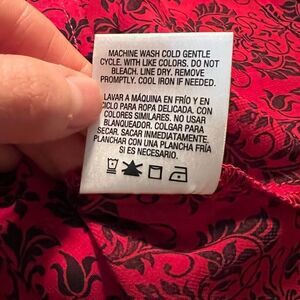 MACHINE WASH COLD GENTLE
CYCLE. WITH LIKE COLORS. DO NOT
BLEACH. LINE DRY. REMOVE
PROMPTLY. COOL IRON IF NEEDED.
LAVAR A MÁQUINA EN FRÍO Y EN
CICLO PARA ROPA DELICADA, CON
COLORES SIMILARES. NO USAR
BLANQUEADOR. COLGAR PARA
SECAR. SACAR INMEDIATAMENTE.
PLANCHAR CON UNA PLANCHA FRÍA
SI ES NECESARIO.